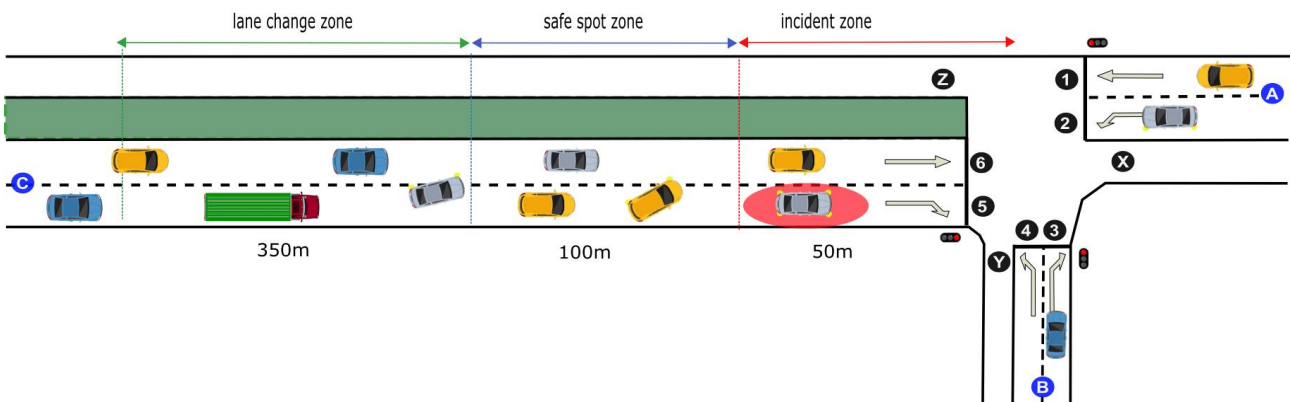 lane change zone safe spot zone incident zone
Z 1 A
2
X
C 6
5
350m 100m 50m
4 3
Y
B